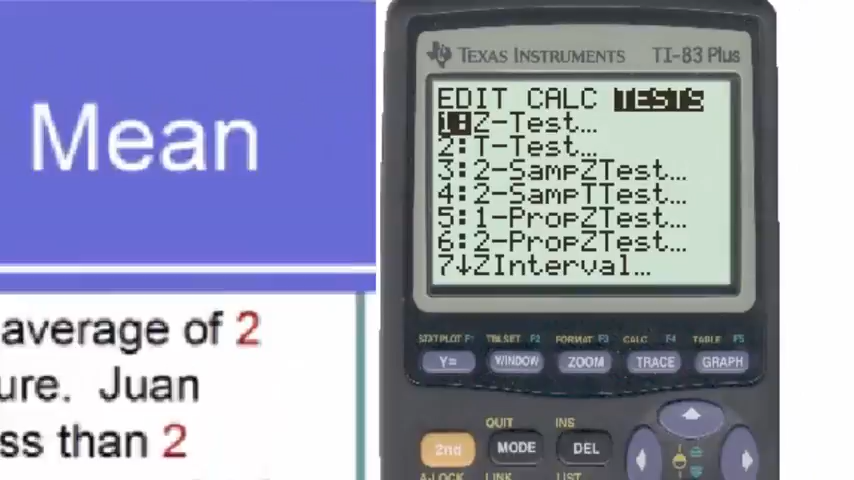 Mean
average of 2
ure. Juan
ss than 2
TEXAS INSTRUMENTS TI-83 Plus
EDIT CALC TESTS
1:Z-Test…
2:T-Test…
3:2-SampZTest…
4:2-SampTTest…
5:1-PropZTest…
6:2-PropZTest…
7↓ZInterval…
STAT PLOT F1 TBLSET F2 FORMAT F3 CALC F4 TABLE F5
Y= WINDOW ZOOM TRACE GRAPH
QUIT INS
2nd MODE DEL
A-LOCK LINK LIST